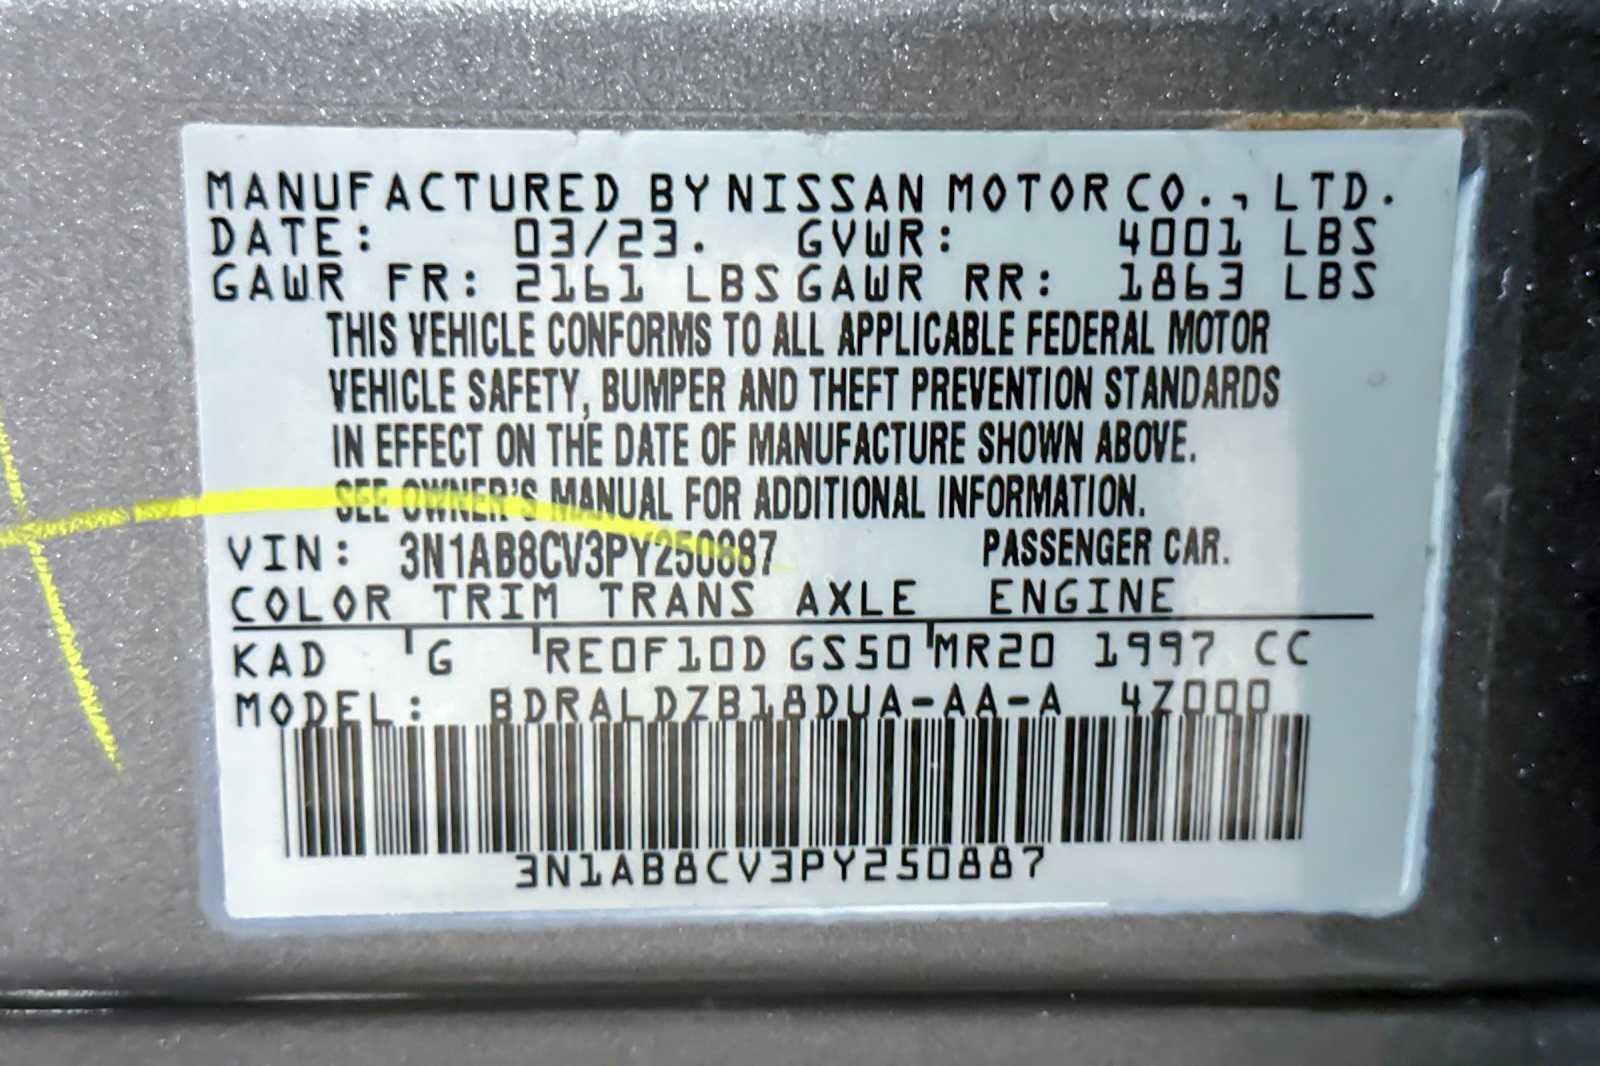 MANUFACTURED BY NISSAN MOTOR CO., LTD.
DATE: 03/23. GVWR: 4001 LBS
GAWR FR: 2161 LBS GAWR RR: 1863 LBS
THIS VEHICLE CONFORMS TO ALL APPLICABLE FEDERAL MOTOR
VEHICLE SAFETY, BUMPER AND THEFT PREVENTION STANDARDS
IN EFFECT ON THE DATE OF MANUFACTURE SHOWN ABOVE.
SEE OWNER'S MANUAL FOR ADDITIONAL INFORMATION.
VIN: 3N1AB8CV3PY250887 PASSENGER CAR.
COLOR TRIM TRANS AXLE ENGINE
KAD G RE0F10D GS50 MR20 1997 CC
MODEL: BDRALDZB18DUA-AA-A 4Z000
3N1AB8CV3PY250887